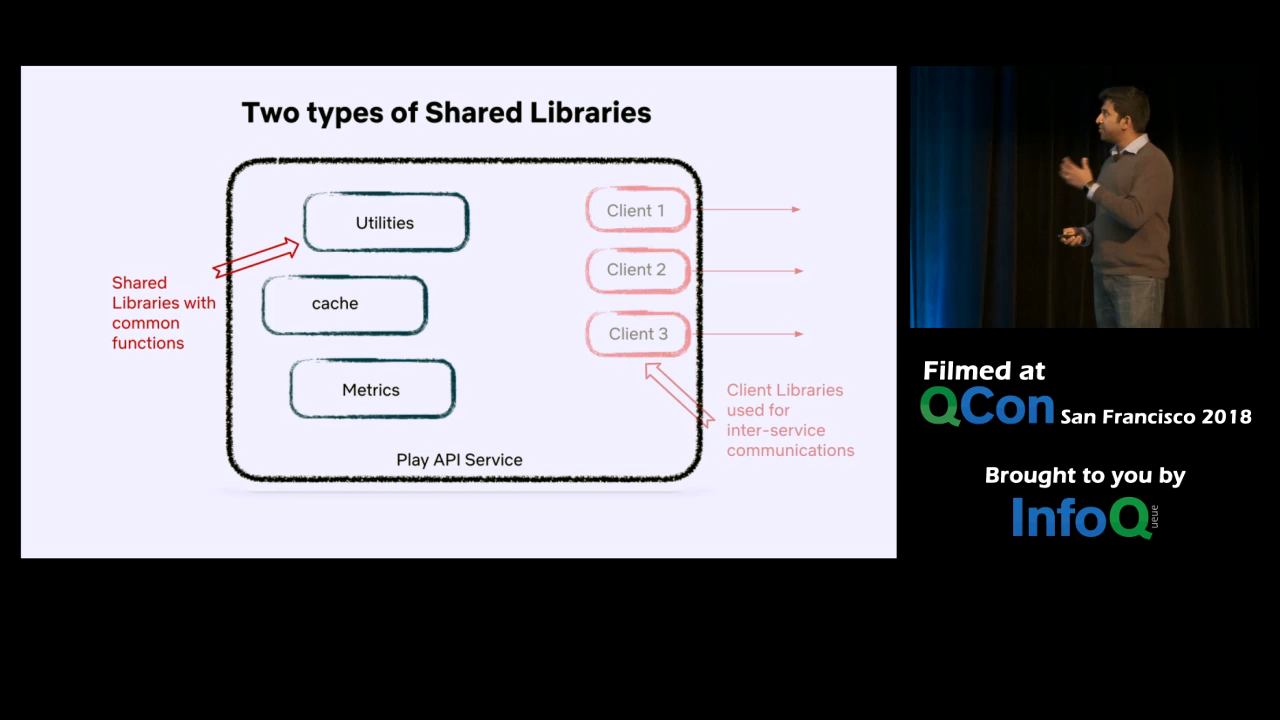 Two types of Shared Libraries
Utilities
cache
Metrics
Client 1
Client 2
Client 3
Shared
Libraries with
common
functions
Client Libraries
used for
inter-service
communications
Play API Service
Filmed at
QCon San Francisco 2018
Brought to you by
InfoQueue